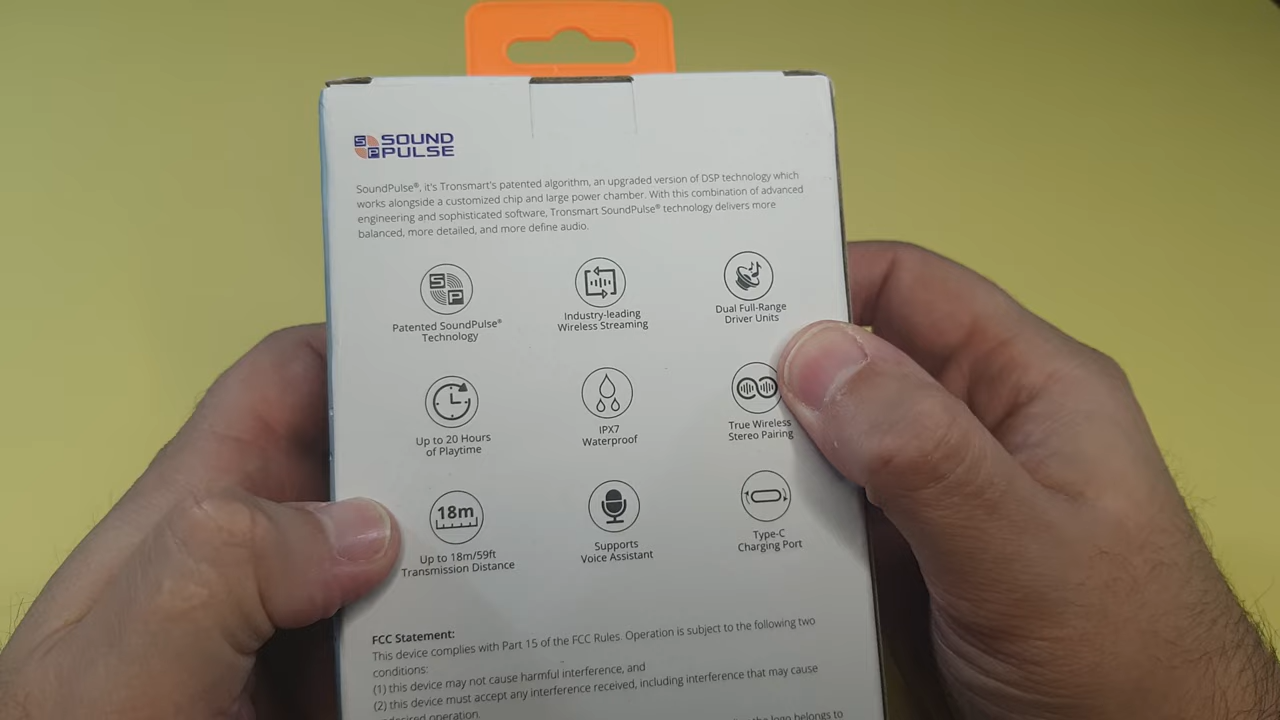 SOUND
PULSE
SoundPulse®, it's Tronsmart's patented algorithm, an upgraded version of DSP technology which
works alongside a customized chip and large power chamber. With this combination of advanced
engineering and sophisticated software, Tronsmart SoundPulse® technology delivers more
balanced, more detailed, and more define audio.
S
P
Patented SoundPulse®
Technology
Industry-leading
Wireless Streaming
Dual Full-Range
Driver Units
Up to 20 Hours
of Playtime
IPX7
Waterproof
True Wireless
Stereo Pairing
18m
Up to 18m/59ft
Transmission Distance
Supports
Voice Assistant
Type-C
Charging Port
FCC Statement:
This device complies with Part 15 of the FCC Rules. Operation is subject to the following two
conditions:
(1) this device may not cause harmful interference, and
(2) this device must accept any interference received, including interference that may cause
operation.
the logo belongs to